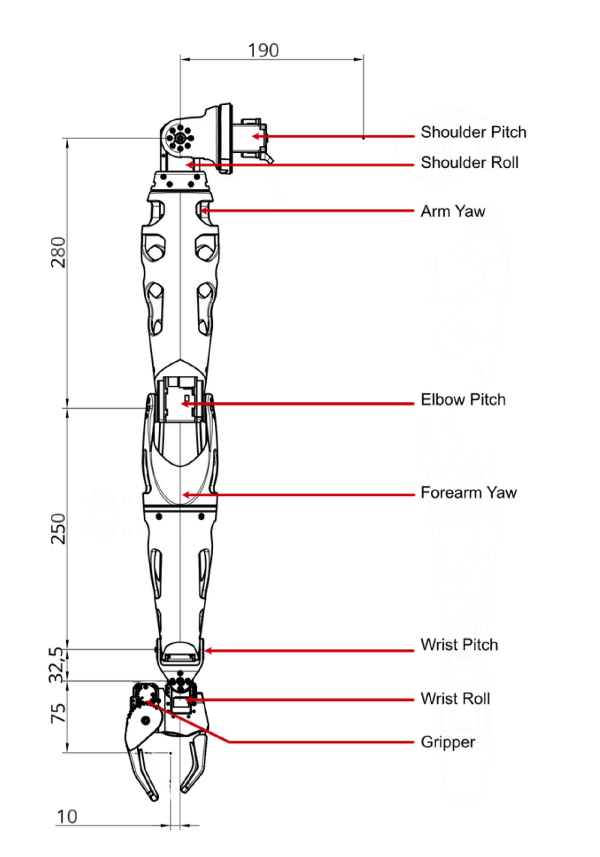 190
Shoulder Pitch
Shoulder Roll
Arm Yaw
280
Elbow Pitch
Forearm Yaw
250
Wrist Pitch
32,5
Wrist Roll
75
Gripper
10